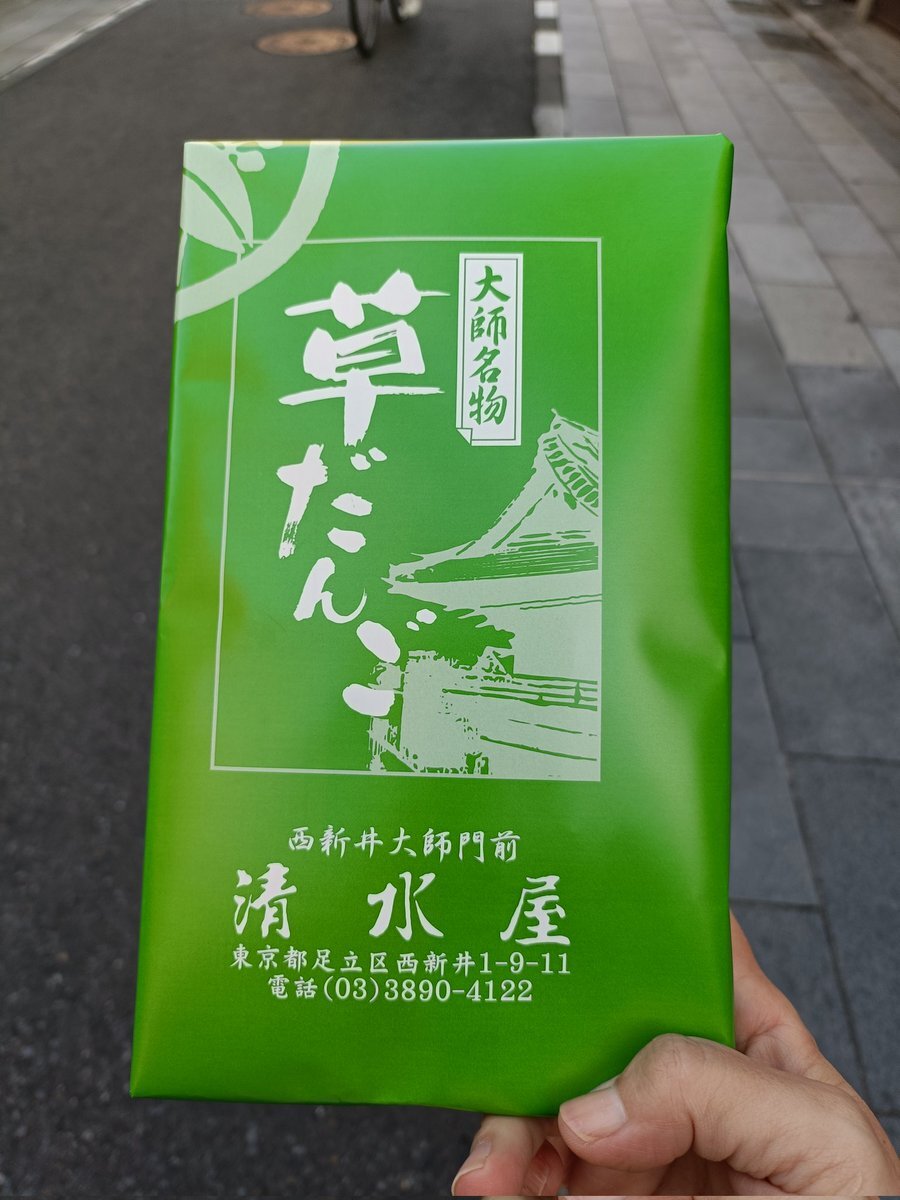 大師名物
草だんご
西新井大師門前
清水屋
東京都足立区西新井1-9-11
電話(03)3890-4122